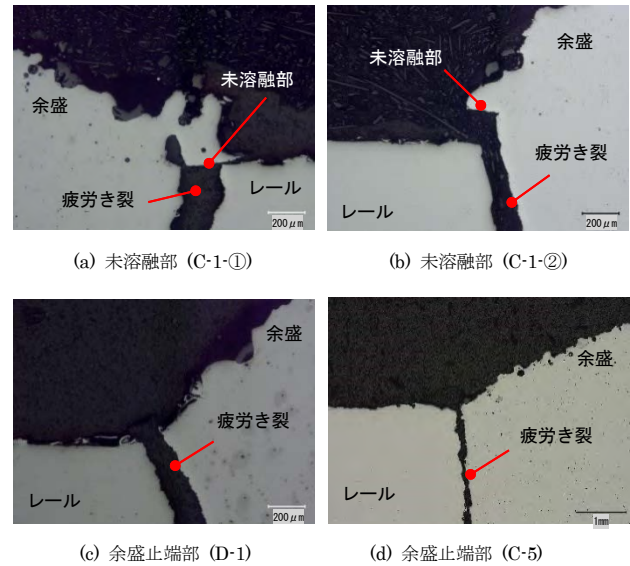 余盛
未溶融部
疲労き裂
レール
200μm
(a) 未溶融部 (C-1-①)
余盛
未溶融部
疲労き裂
レール
200μm
(b) 未溶融部 (C-1-②)
余盛
疲労き裂
レール
200μm
(c) 余盛止端部 (D-1)
余盛
疲労き裂
レール
1mm
(d) 余盛止端部 (C-5)